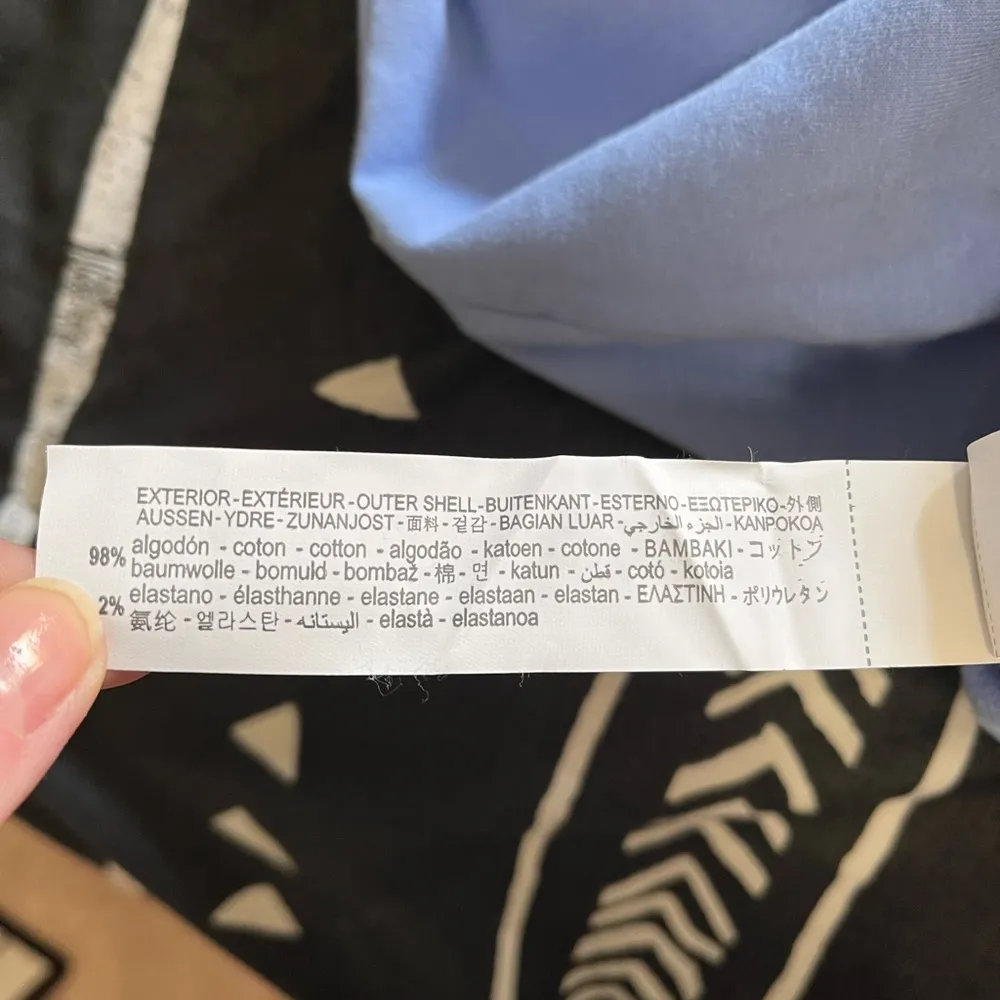 EXTERIOR-EXTÉRIEUR-OUTER SHELL-BUITENKANT-ESTERNO-ΕΞΩΤΕΡΙΚΟ-外側
AUSSEN-YDRE-ZUNANJOST-面料-겉감-BAGIAN LUAR-الجزء الخارجي-KANPOKOA
98% algodón - coton - cotton - algodão - katoen - cotone - BAMBAKI - コットン
baumwolle - bomuld - bombaž-棉-면 - katun - قطن - cotó - kotoia
2% elastano - élasthanne - elastane - elastaan - elastan - ΕΛΑΣΤΙΝΗ - ポリウレタン
氨纶 - 엘라스탄 - اليستانه - elastà - elastanoa